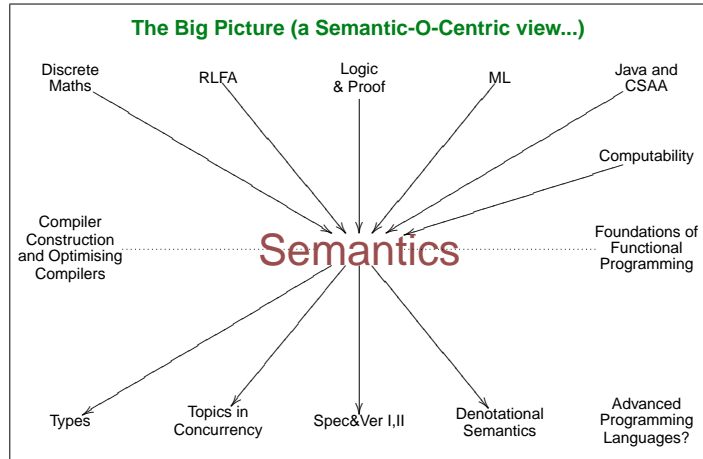 The Big Picture (a Semantic-O-Centric view...)
Discrete
Maths
RLFA
Logic
& Proof
ML
Java and
CSAA
Computability
Compiler
Construction
and Optimising
Compilers
Semantics
Foundations of
Functional
Programming
Types
Topics in
Concurrency
Spec&Ver I,II
Denotational
Semantics
Advanced
Programming
Languages?